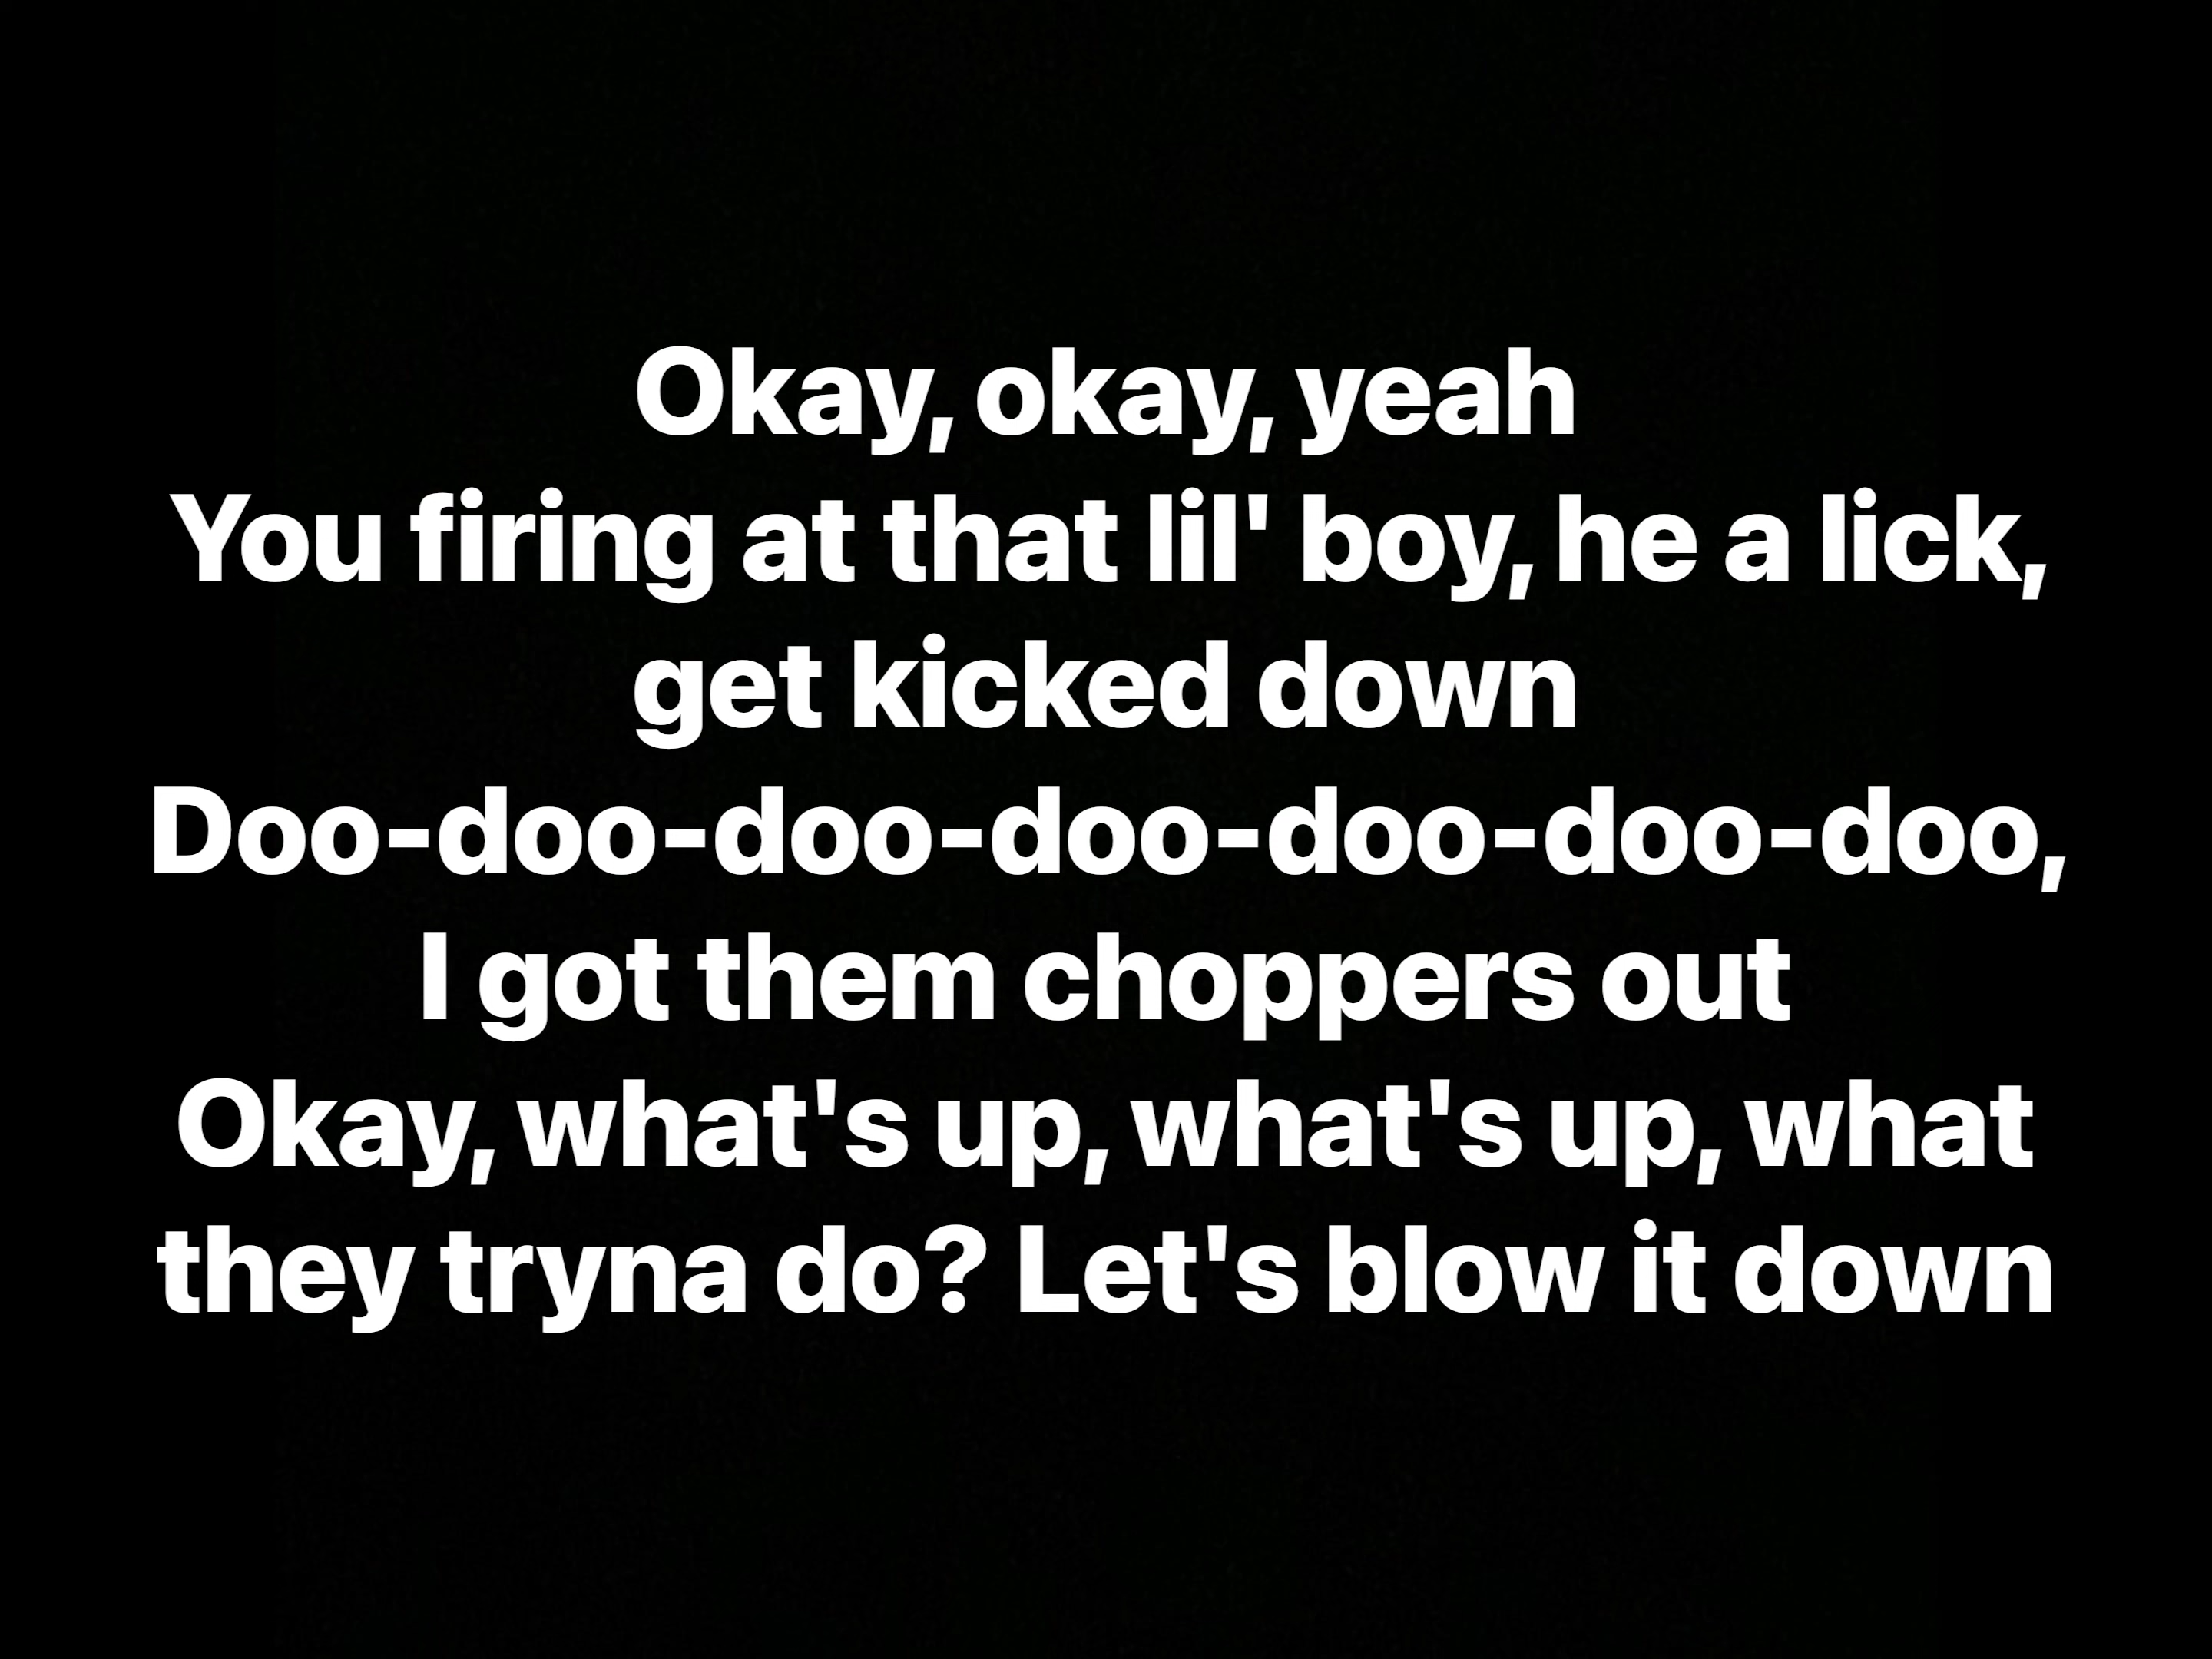 Okay, okay, yeah
You firing at that lil' boy, he a lick,
get kicked down
Doo-doo-doo-doo-doo-doo-doo,
I got them choppers out
Okay, what's up, what's up, what
they tryna do? Let's blow it down